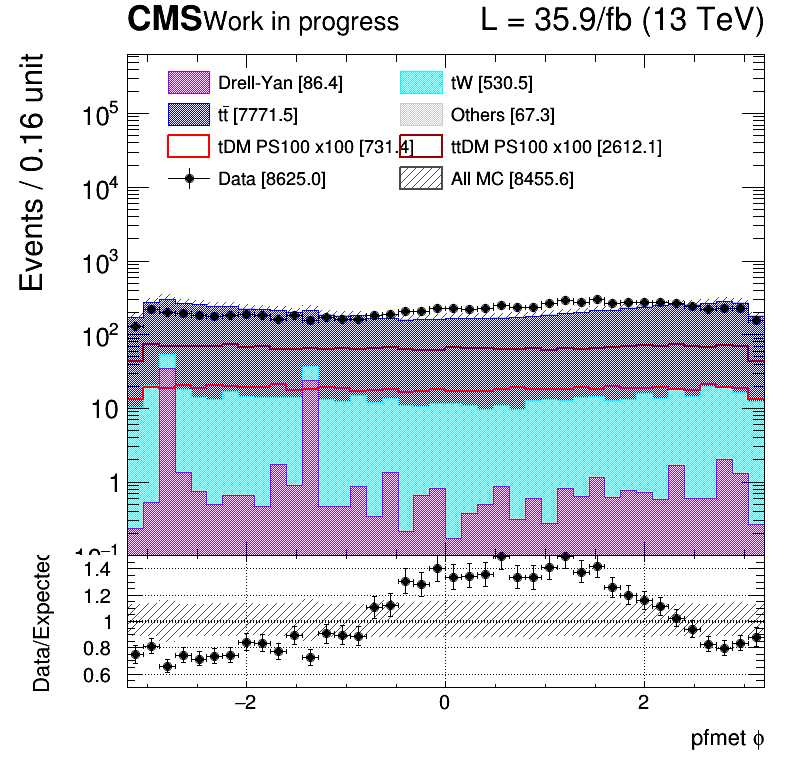 CMS Work in progress L = 35.9/fb (13 TeV)
Events / 0.16 unit
Drell-Yan [86.4] tW [530.5]
tt̄ [7771.5] Others [67.3]
tDM PS100 x100 [731.4] ttDM PS100 x100 [2612.1]
Data [8625.0] All MC [8455.6]
10⁵
10⁴
10³
10²
10
1
10⁻¹
Data/Expected
1.4
1.2
1
0.8
0.6
−2 0 2
pfmet ϕ